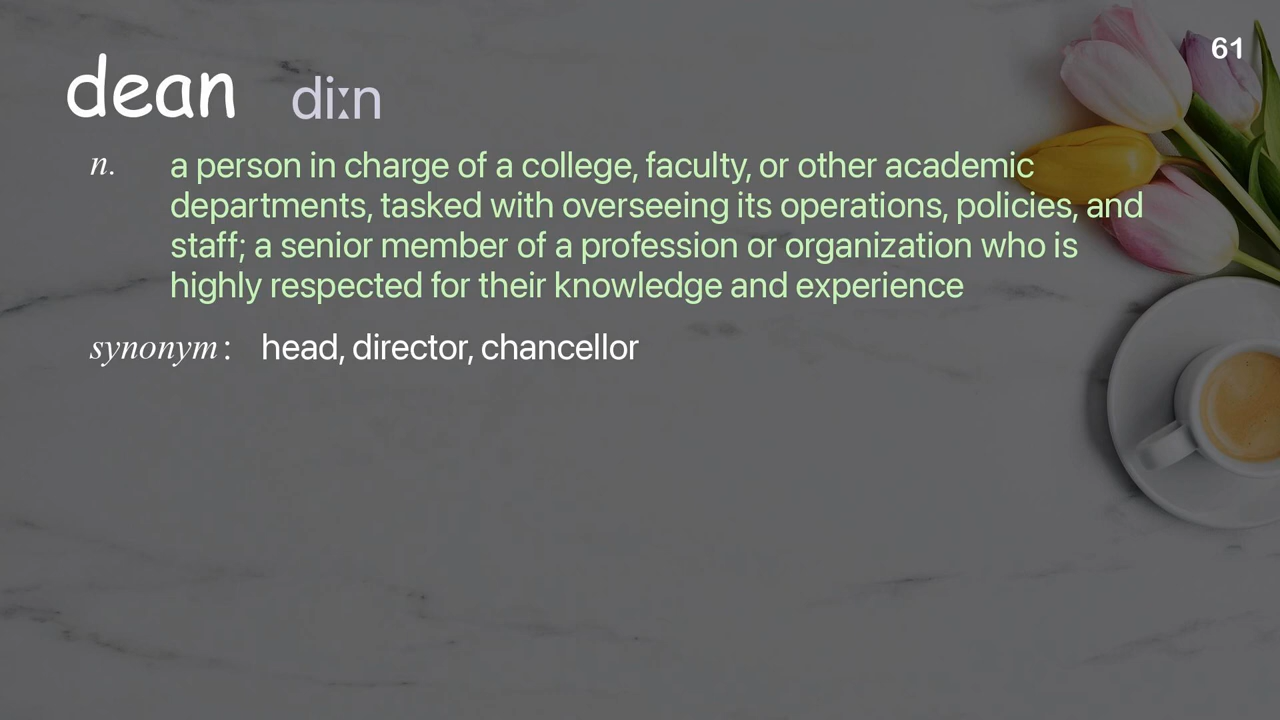 61
dean diːn
n. a person in charge of a college, faculty, or other academic
departments, tasked with overseeing its operations, policies, and
staff; a senior member of a profession or organization who is
highly respected for their knowledge and experience
synonym: head, director, chancellor